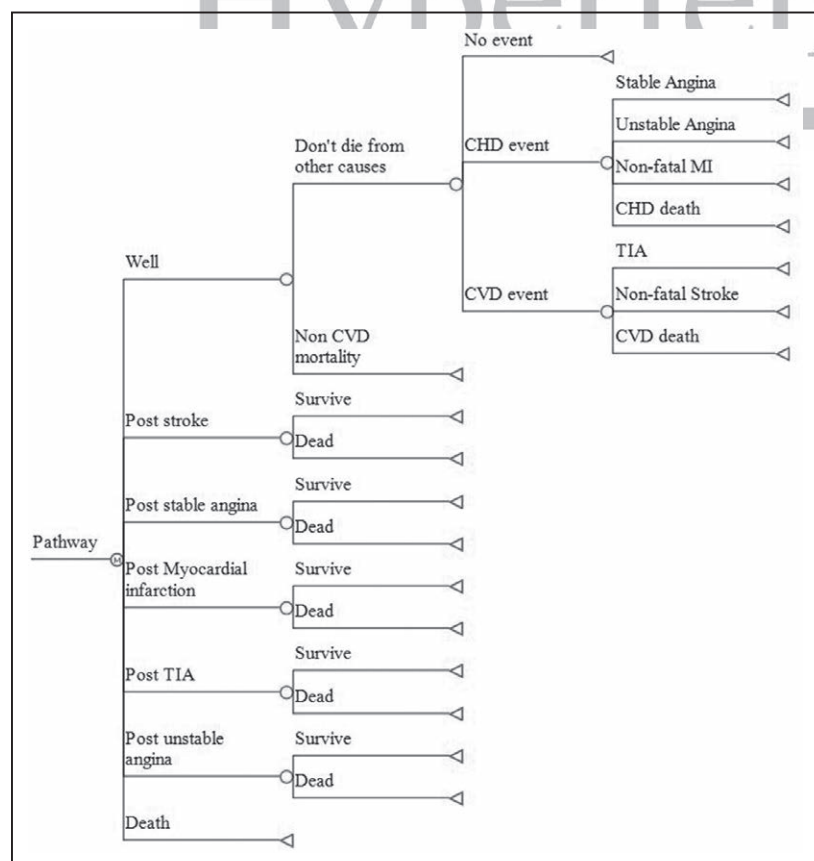 No event
Stable Angina
Unstable Angina
Don't die from
other causes
CHD event
Non-fatal MI
CHD death
TIA
Well
CVD event
Non-fatal Stroke
CVD death
Non CVD
mortality
Survive
Post stroke
Dead
Survive
Post stable angina
Dead
Pathway
M
Post Myocardial
infarction
Survive
Dead
Survive
Post TIA
Dead
Post unstable
angina
Survive
Dead
Death